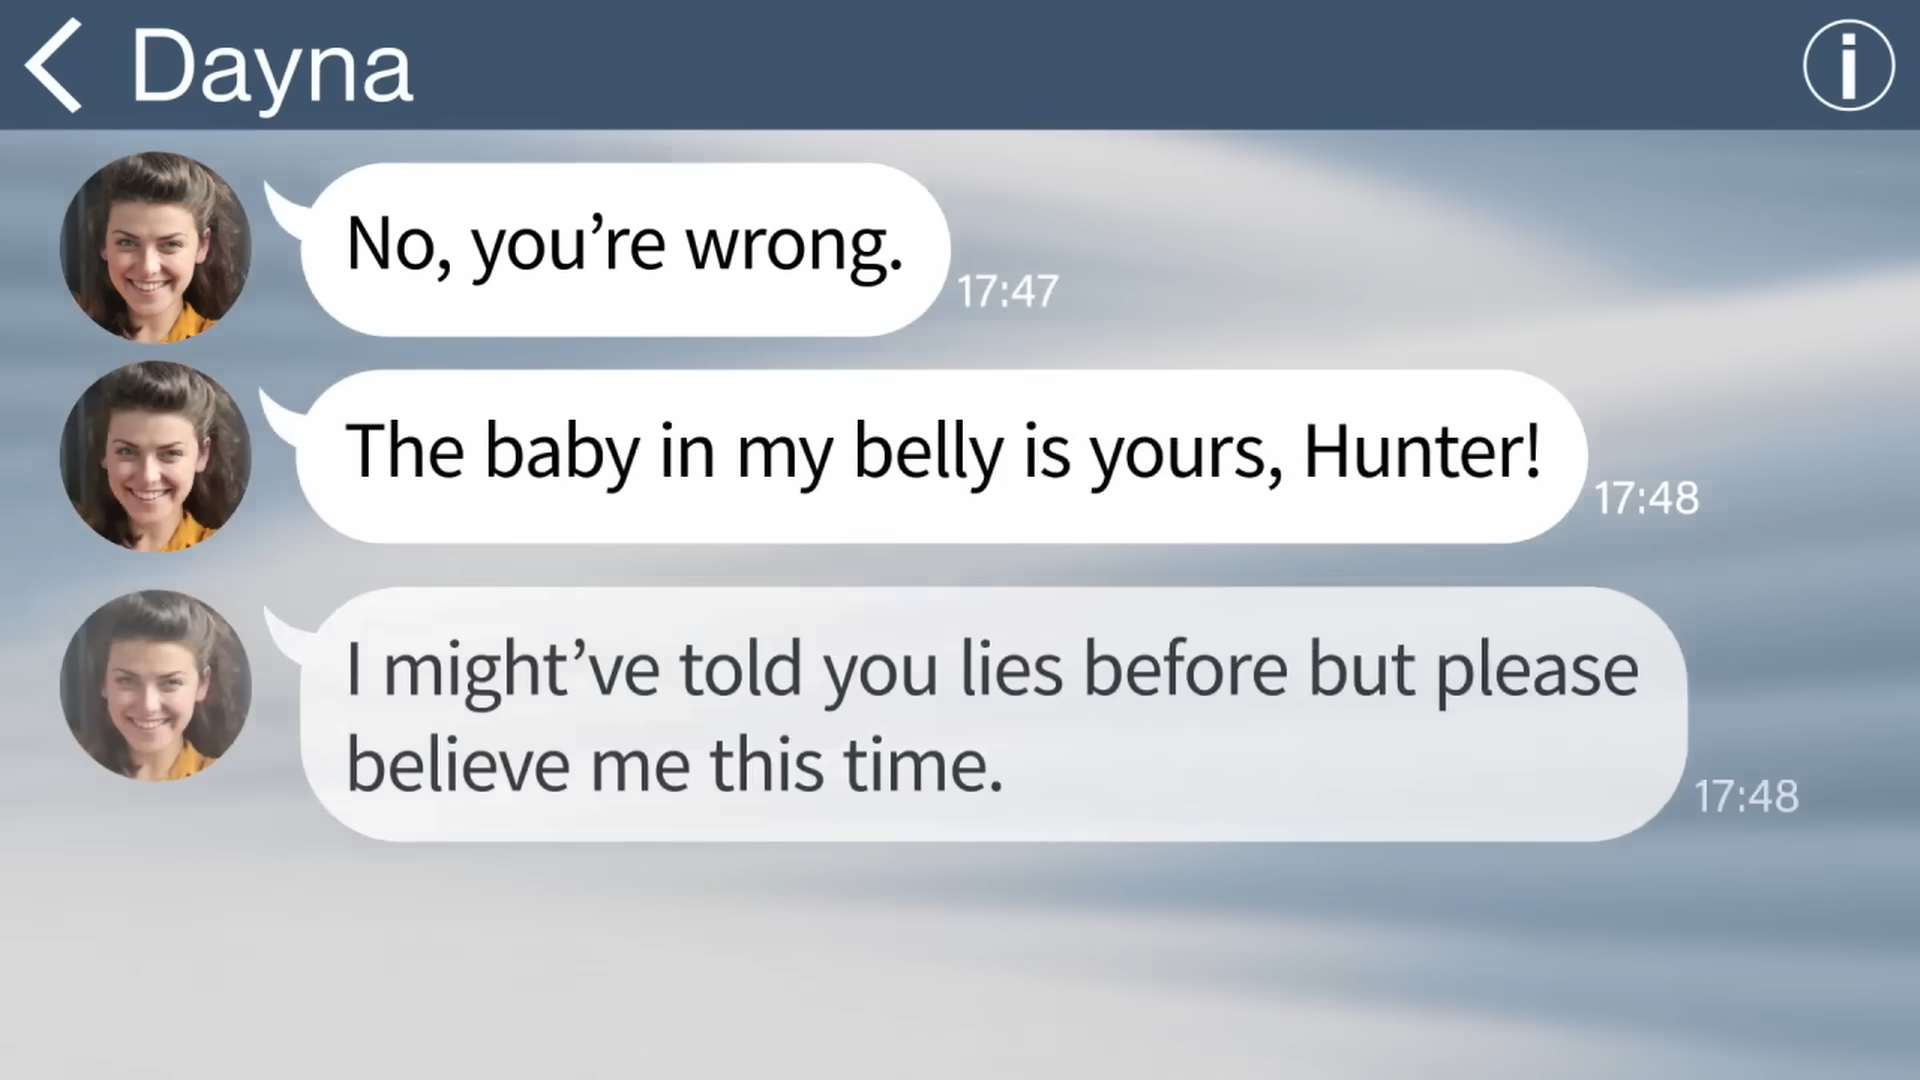 Dayna
No, you’re wrong.
17:47
The baby in my belly is yours, Hunter!
17:48
I might’ve told you lies before but please
believe me this time.
17:48